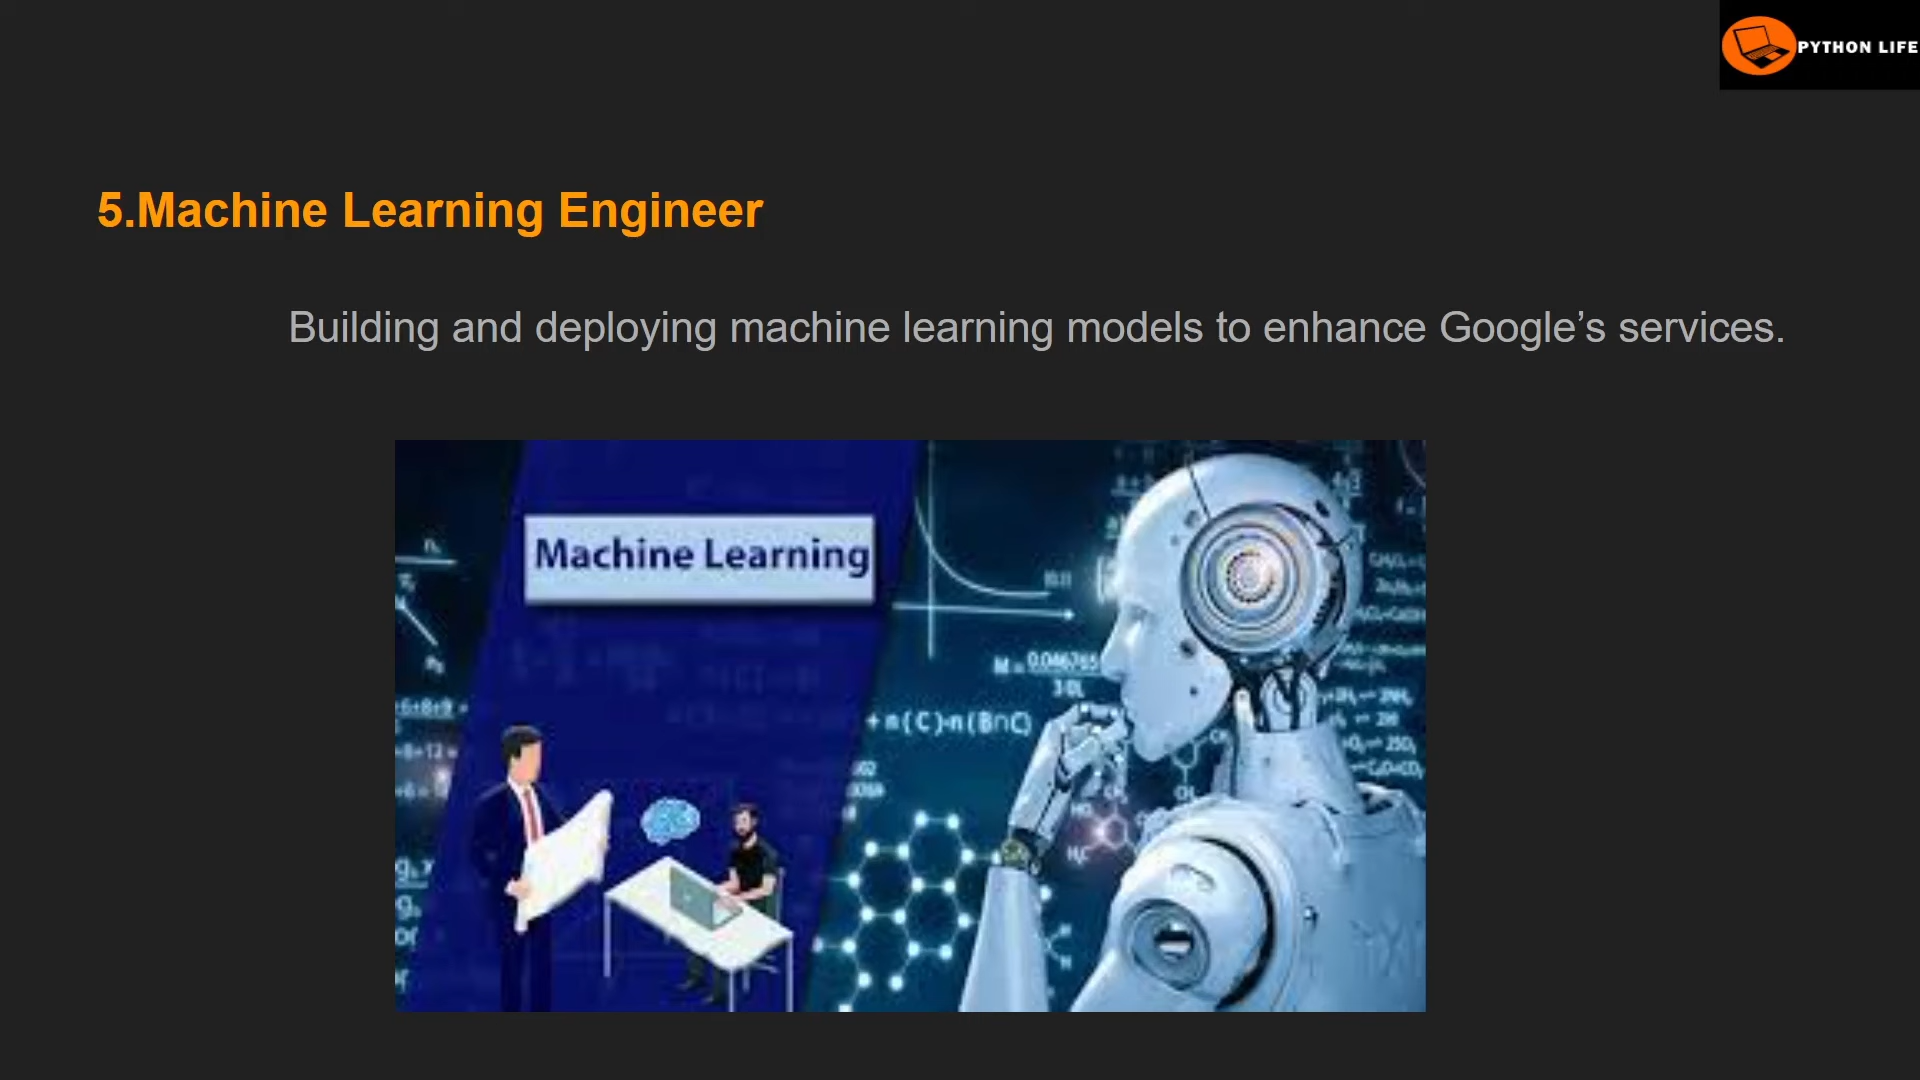 PYTHON LIFE
5.Machine Learning Engineer
Building and deploying machine learning models to enhance Google’s services.
Machine Learning
+ n(C)-n(B∩C)